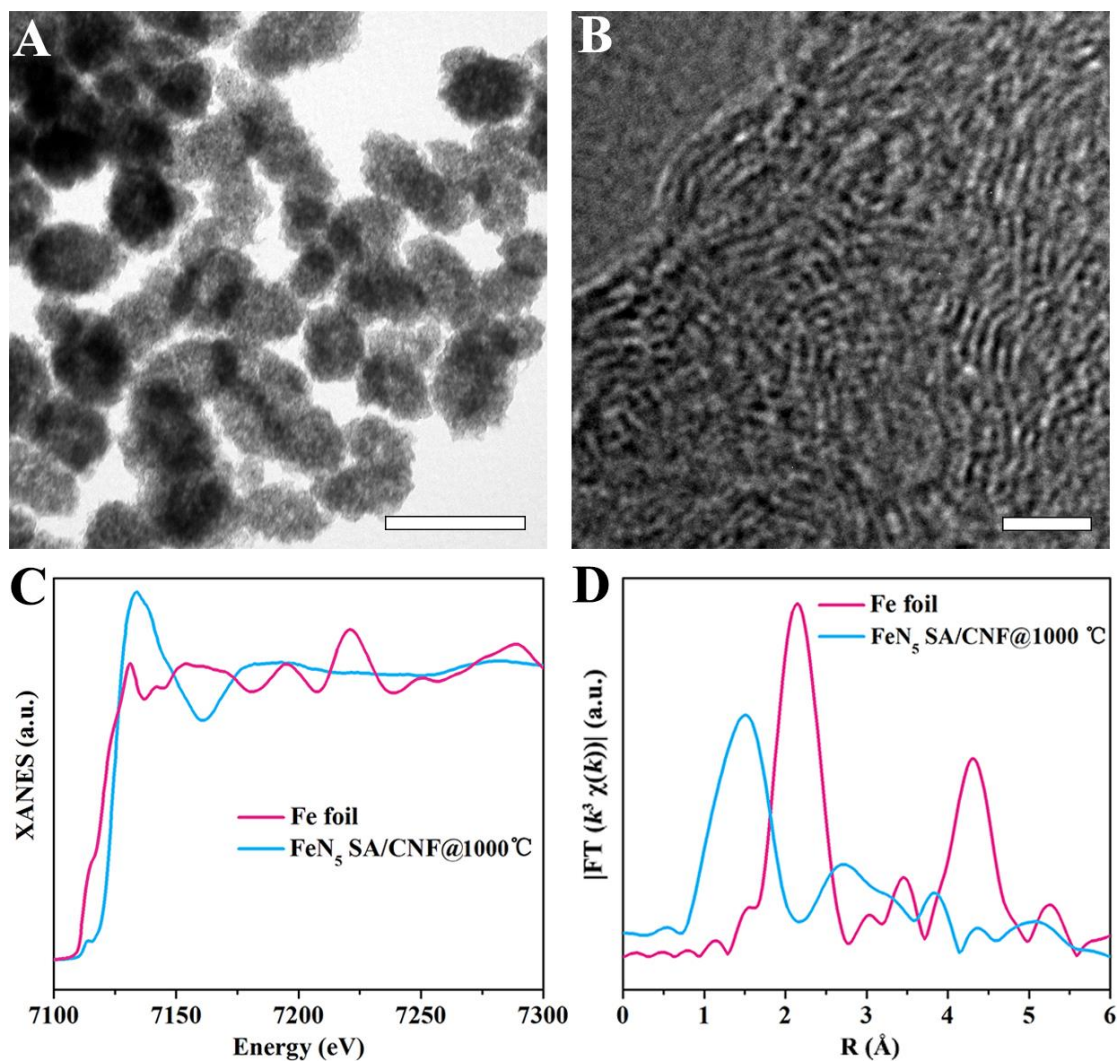 A
B
C
XANES (a.u.)
Fe foil
FeN₅ SA/CNF@1000℃
7100
7150
7200
7250
7300
Energy (eV)
D
|FT (k³ χ(k))| (a.u.)
Fe foil
FeN₅ SA/CNF@1000 ℃
0
1
2
3
4
5
6
R (Å)